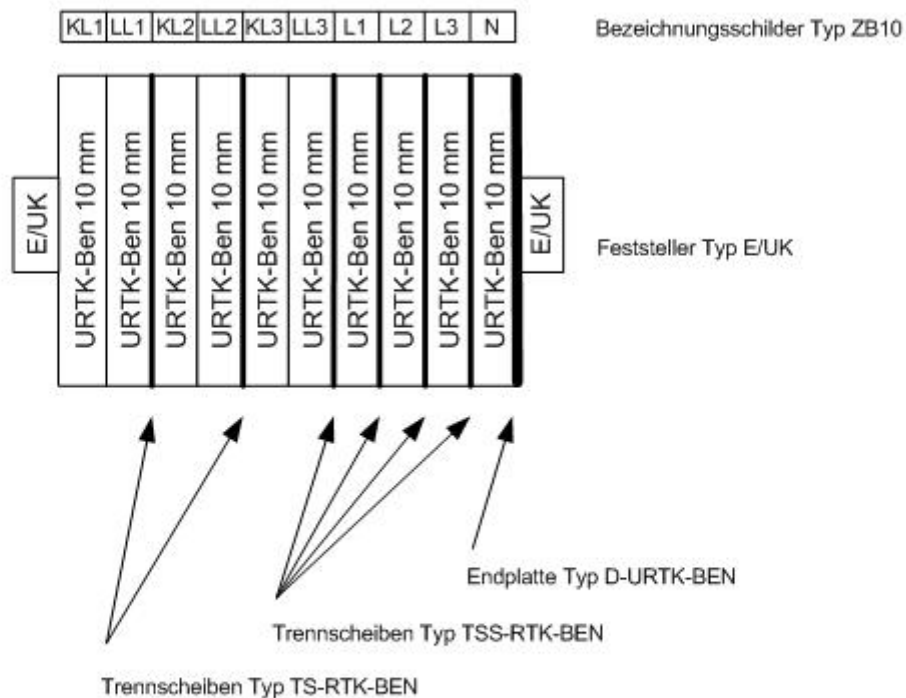 KL1 LL1 KL2 LL2 KL3 LL3 L1 L2 L3 N
Bezeichnungsschilder Typ ZB10
E/UK
URTK-Ben 10 mm
URTK-Ben 10 mm
URTK-Ben 10 mm
URTK-Ben 10 mm
URTK-Ben 10 mm
URTK-Ben 10 mm
URTK-Ben 10 mm
URTK-Ben 10 mm
URTK-Ben 10 mm
URTK-Ben 10 mm
E/UK
Feststeller Typ E/UK
Endplatte Typ D-URTK-BEN
Trennscheiben Typ TSS-RTK-BEN
Trennscheiben Typ TS-RTK-BEN